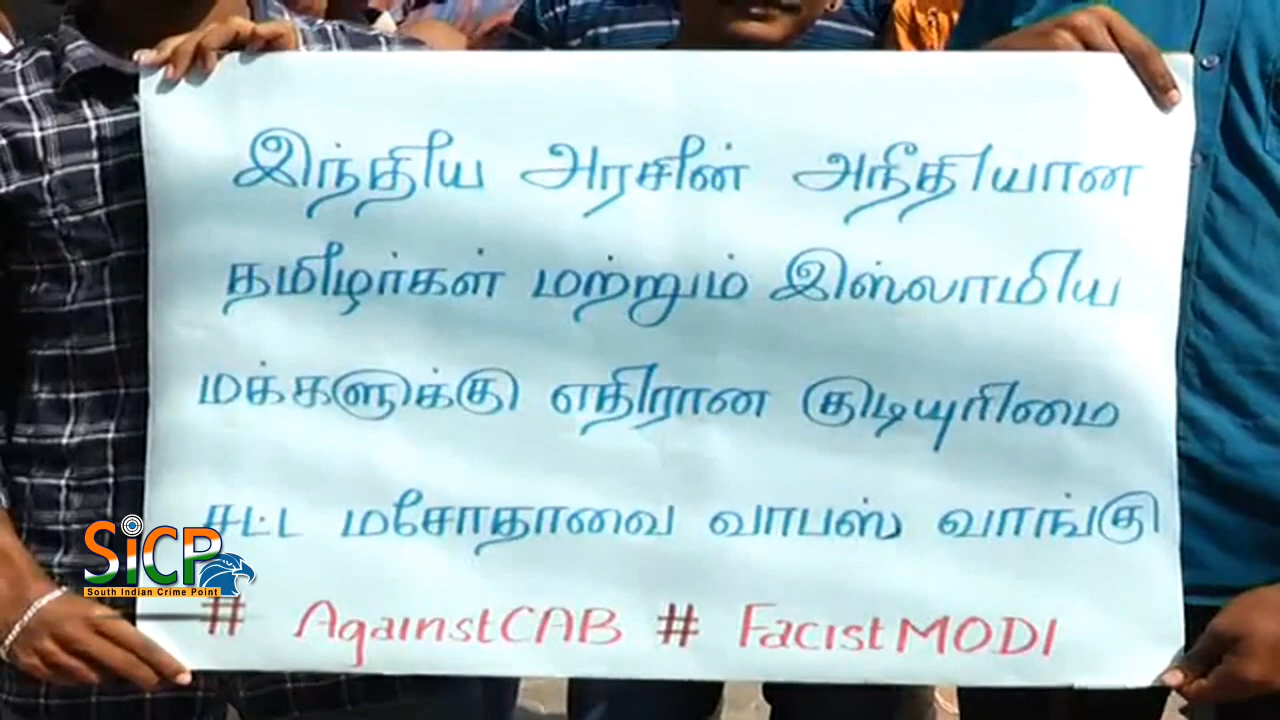 இந்திய அரசின் அநீதியான
தமிழர்கள் மற்றும் இஸ்லாமிய
மக்களுக்கு எதிரான குடியுரிமை
சட்ட மசோதாவை வாபஸ் வாங்கு
# AgainstCAB # FacistMODI
SiCP
South Indian Crime Point